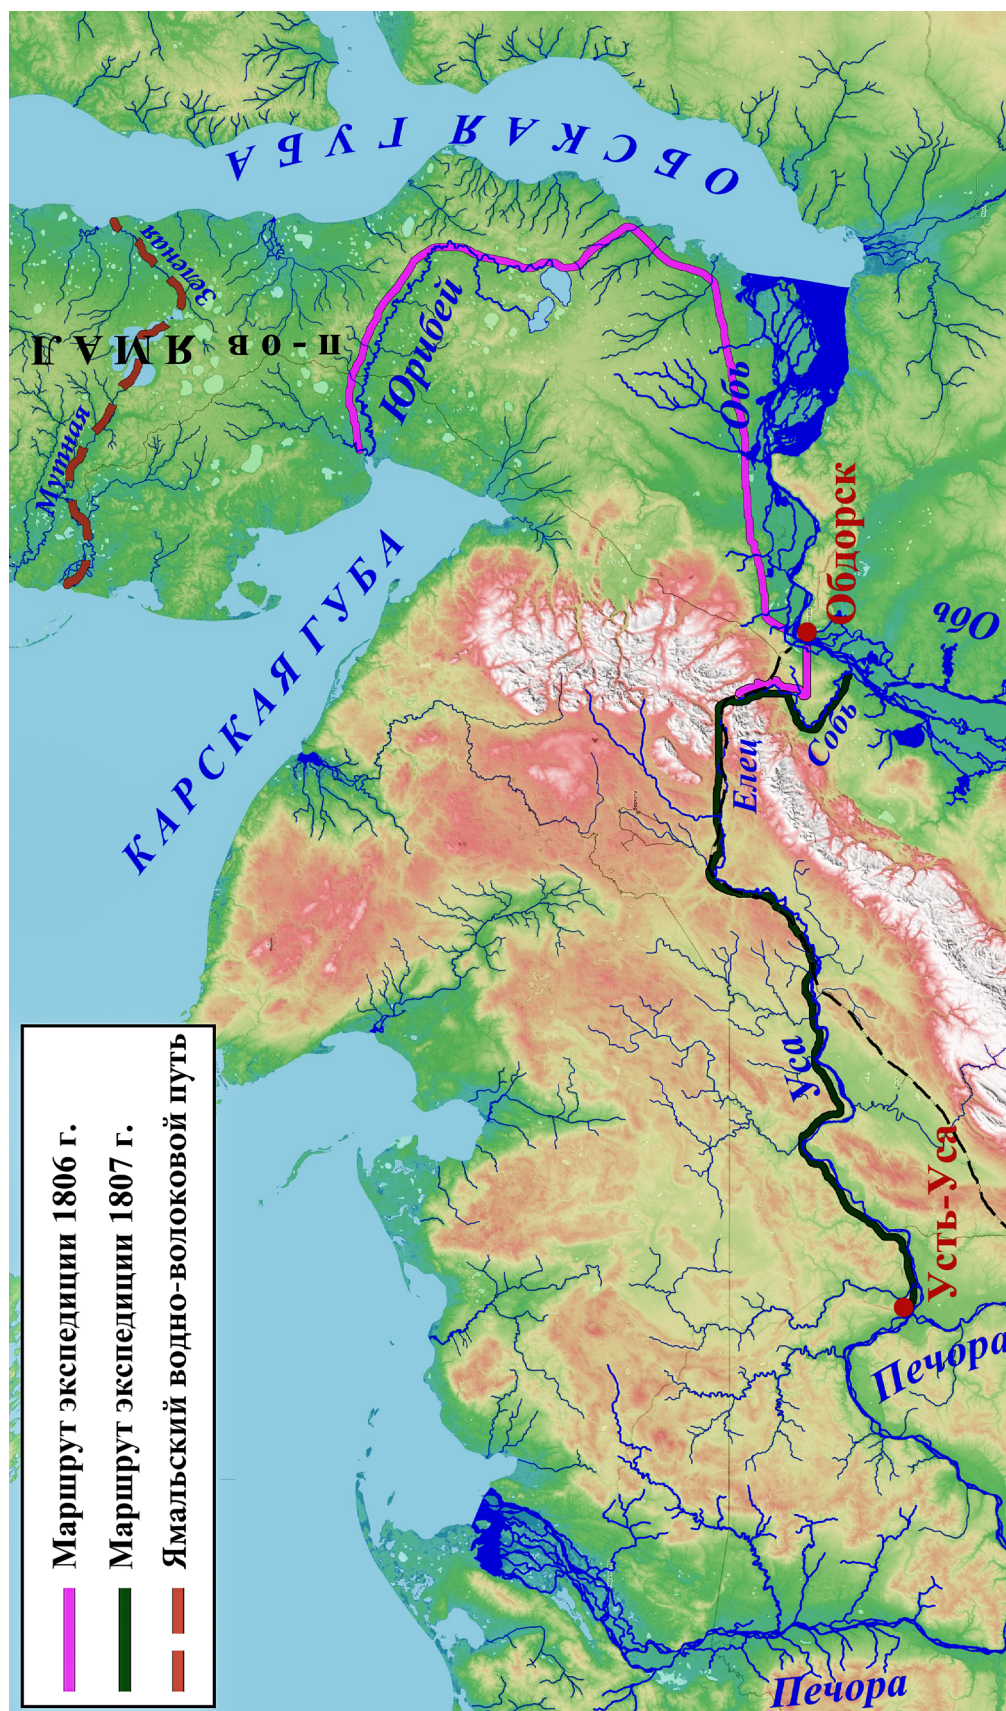 ОБСКАЯ ГУБА
Зеленая
п-ов ЯМАЛ
Мутная
Юрибей
Обь
КАРСКАЯ ГУБА
Обдорск
Обь
Собь
Елец
Уса
Усть-Уса
Печора
Печора
Маршрут экспедиции 1806 г.
Маршрут экспедиции 1807 г.
Ямальский водно-волоковой путь